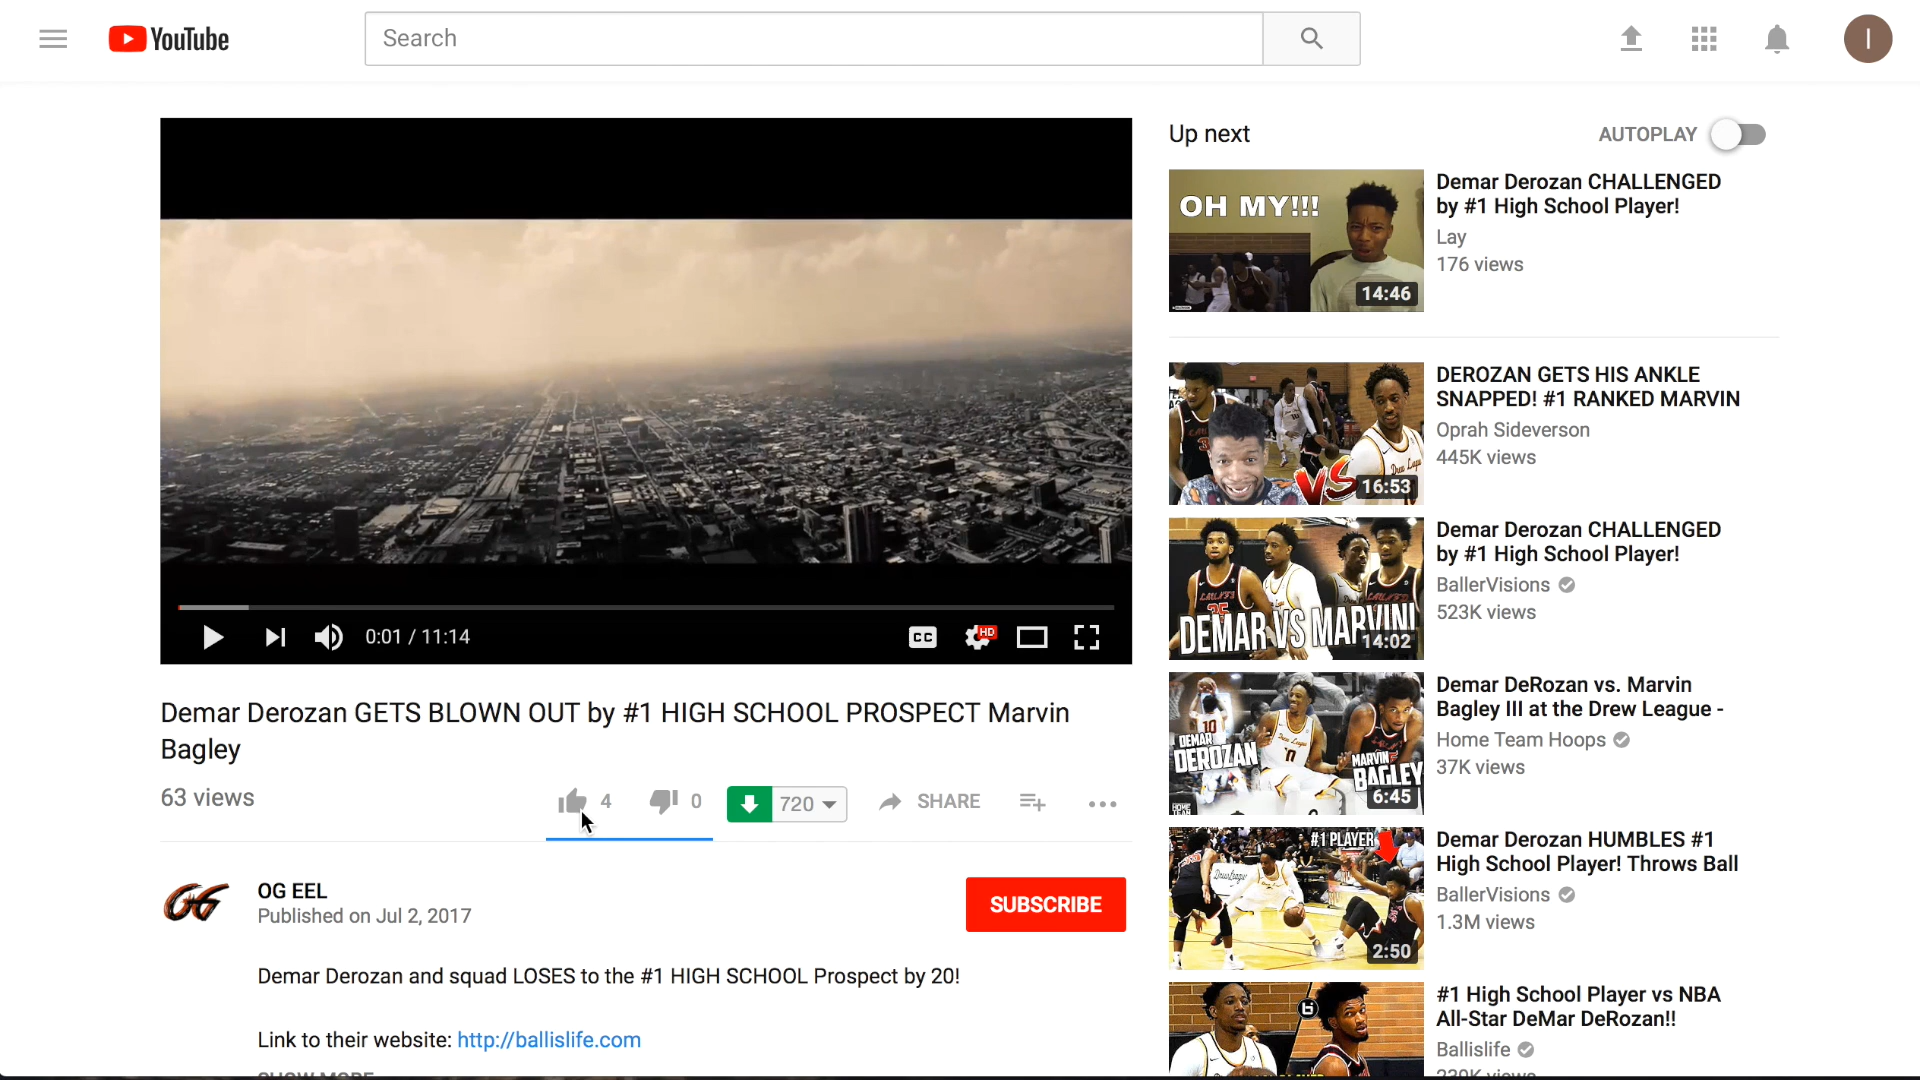 YouTube
Search
I
Up next
AUTOPLAY
OH MY!!!
14:46
Demar Derozan CHALLENGED
by #1 High School Player!
Lay
176 views
VS
16:53
DEROZAN GETS HIS ANKLE
SNAPPED! #1 RANKED MARVIN
Oprah Sideverson
445K views
DEMAR VS MARVIN!
14:02
Demar Derozan CHALLENGED
by #1 High School Player!
BallerVisions
523K views
CC
HD
0:01 / 11:14
10
DEMAR
DEROZAN
MARVIN
BAGLEY
6:45
Demar DeRozan vs. Marvin
Bagley III at the Drew League -
Home Team Hoops
37K views
Demar Derozan GETS BLOWN OUT by #1 HIGH SCHOOL PROSPECT Marvin
Bagley
63 views
4
0
720
SHARE
#1 PLAYER
2:50
Demar Derozan HUMBLES #1
High School Player! Throws Ball
BallerVisions
1.3M views
OG
OG EEL
Published on Jul 2, 2017
SUBSCRIBE
Demar Derozan and squad LOSES to the #1 HIGH SCHOOL Prospect by 20!
Link to their website: http://ballislife.com
SHOW MORE
#1 High School Player vs NBA
All-Star DeMar DeRozan!!
Ballislife